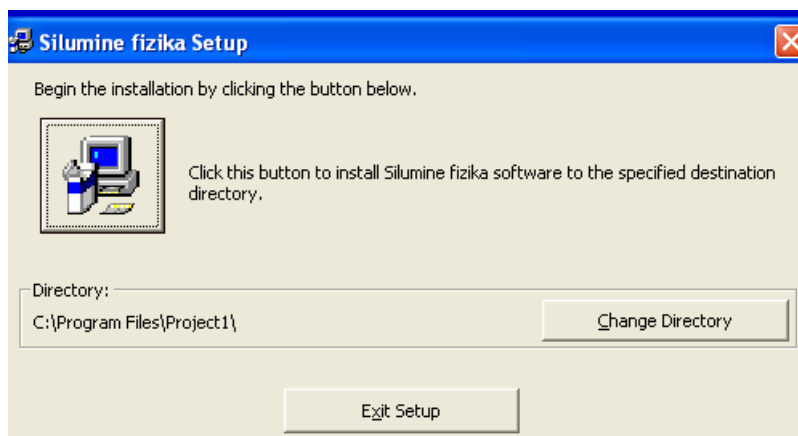 Silumine fizika Setup
Begin the installation by clicking the button below.
Click this button to install Silumine fizika software to the specified destination
directory.
Directory:
C:\Program Files\Project1\
Change Directory
Exit Setup